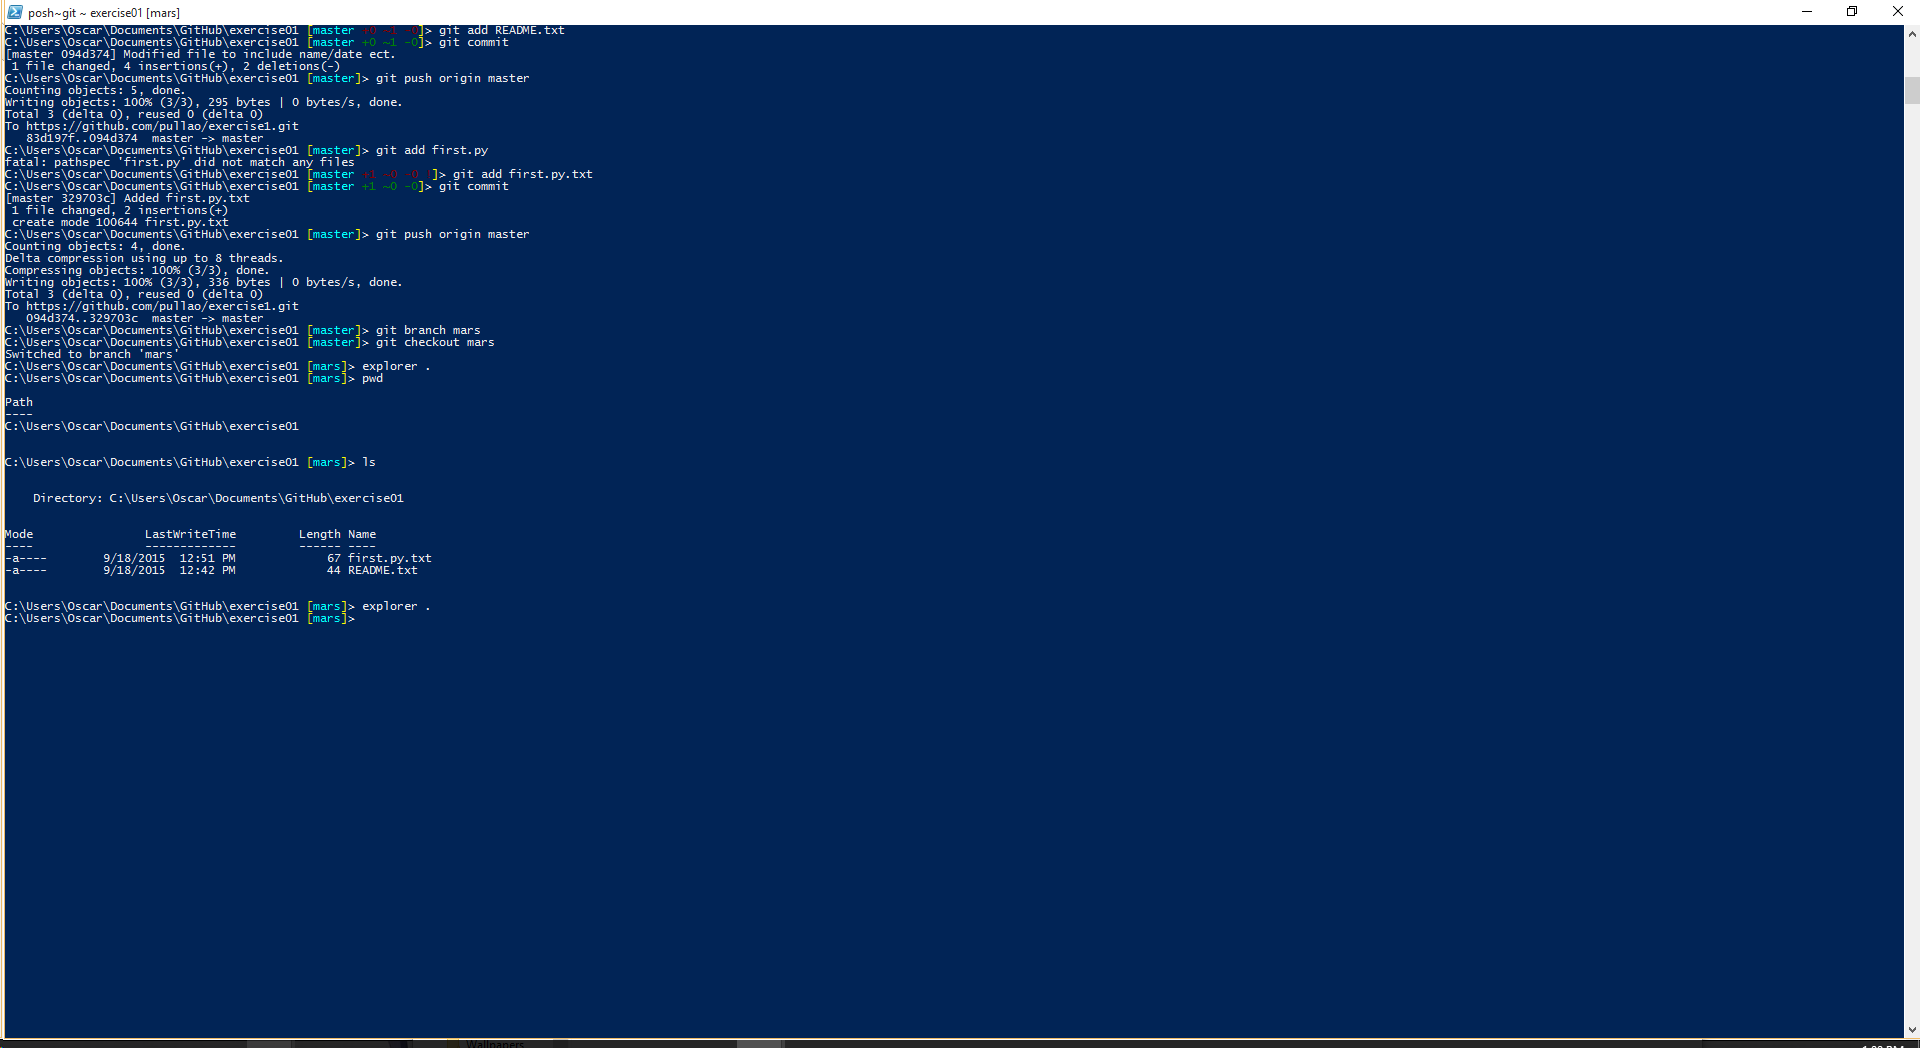 posh~git ~ exercise01 [mars]
C:\Users\Oscar\Documents\GitHub\exercise01 [master +0 ~1 -0]> git add README.txt
C:\Users\Oscar\Documents\GitHub\exercise01 [master +0 ~1 -0]> git commit
[master 094d374] Modified file to include name/date ect.
 1 file changed, 4 insertions(+), 2 deletions(-)
C:\Users\Oscar\Documents\GitHub\exercise01 [master]> git push origin master
Counting objects: 5, done.
Writing objects: 100% (3/3), 295 bytes | 0 bytes/s, done.
Total 3 (delta 0), reused 0 (delta 0)
To https://github.com/pullao/exercise1.git
   83d197f..094d374  master -> master
C:\Users\Oscar\Documents\GitHub\exercise01 [master]> git add first.py
fatal: pathspec 'first.py' did not match any files
C:\Users\Oscar\Documents\GitHub\exercise01 [master +1 ~0 -0 !]> git add first.py.txt
C:\Users\Oscar\Documents\GitHub\exercise01 [master +1 ~0 -0]> git commit
[master 329703c] Added first.py.txt
 1 file changed, 2 insertions(+)
 create mode 100644 first.py.txt
C:\Users\Oscar\Documents\GitHub\exercise01 [master]> git push origin master
Counting objects: 4, done.
Delta compression using up to 8 threads.
Compressing objects: 100% (3/3), done.
Writing objects: 100% (3/3), 336 bytes | 0 bytes/s, done.
Total 3 (delta 0), reused 0 (delta 0)
To https://github.com/pullao/exercise1.git
   094d374..329703c  master -> master
C:\Users\Oscar\Documents\GitHub\exercise01 [master]> git branch mars
C:\Users\Oscar\Documents\GitHub\exercise01 [master]> git checkout mars
Switched to branch 'mars'
C:\Users\Oscar\Documents\GitHub\exercise01 [mars]> explorer .
C:\Users\Oscar\Documents\GitHub\exercise01 [mars]> pwd
Path
----
C:\Users\Oscar\Documents\GitHub\exercise01
C:\Users\Oscar\Documents\GitHub\exercise01 [mars]> ls
    Directory: C:\Users\Oscar\Documents\GitHub\exercise01
Mode                LastWriteTime         Length Name
----                -------------         ------ ----
-a----        9/18/2015  12:51 PM             67 first.py.txt
-a----        9/18/2015  12:42 PM             44 README.txt
C:\Users\Oscar\Documents\GitHub\exercise01 [mars]> explorer .
C:\Users\Oscar\Documents\GitHub\exercise01 [mars]>
Wallpapers